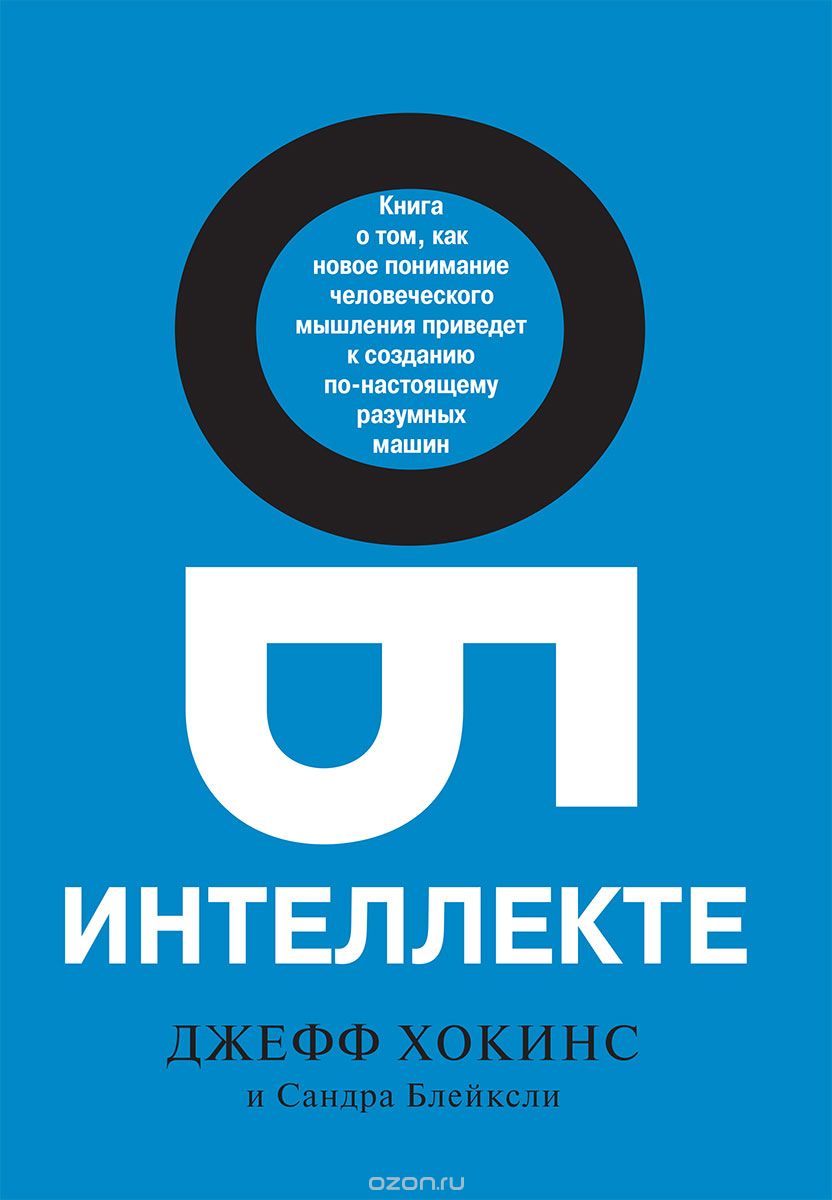 О
Книга
о том, как
новое понимание
человеческого
мышления приведет
к созданию
по-настоящему
разумных
машин
Б
ИНТЕЛЛЕКТЕ
ДЖЕФФ ХОКИНС
и Сандра Блейксли
ozon.ru